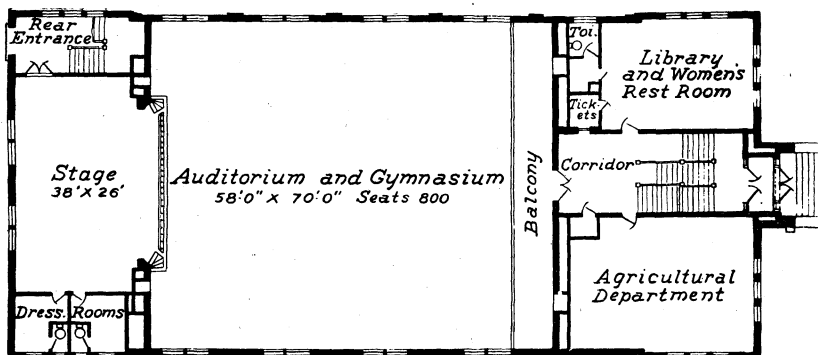 Rear
Entrance
Toi.
Library
and Women's
Rest Room
Tick-
ets
Stage
38'X 26'
Auditorium and Gymnasium
58'0" X 70'0" Seats 800
Balcony
Corridor
Agricultural
Department
Dress. Rooms